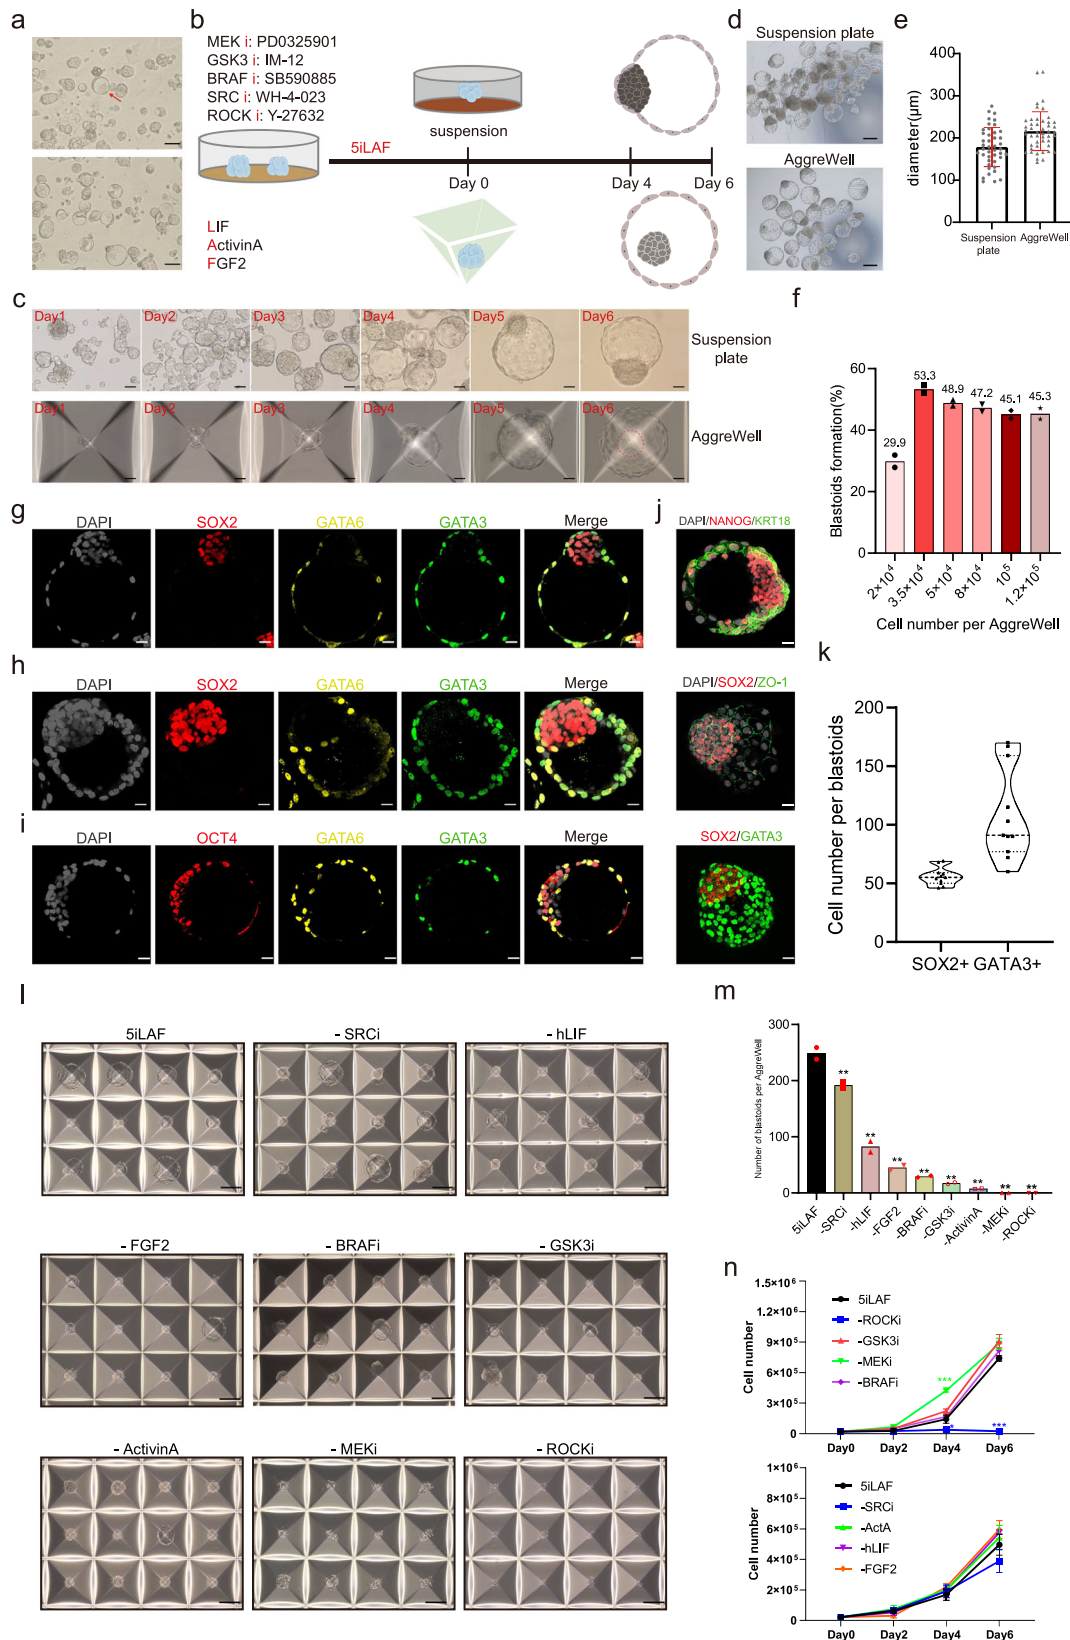 a
b
MEK i: PD0325901
GSK3 i: IM-12
BRAF i: SB590885
SRC i: WH-4-023
ROCK i: Y-27632
5iLAF
suspension
Day 0
Day 4
Day 6
LIF
ActivinA
FGF2
d
Suspension plate
AggreWell
e
diameter(μm)
400
300
200
100
0
Suspension plate
AggreWell
c
Day1 Day2 Day3 Day4 Day5 Day6
Suspension plate
Day1 Day2 Day3 Day4 Day5 Day6
AggreWell
f
Blastoids formation(%)
60
40
20
0
29.9
53.3
48.9
47.2
45.1
45.3
2×10⁴
3.5×10⁴
5×10⁴
8×10⁴
10⁵
1.2×10⁵
Cell number per AggreWell
g
DAPI SOX2 GATA6 GATA3 Merge
h
DAPI SOX2 GATA6 GATA3 Merge
i
DAPI OCT4 GATA6 GATA3 Merge
j
DAPI/NANOG/KRT18
DAPI/SOX2/ZO-1
SOX2/GATA3
k
Cell number per blastoids
200
150
100
50
0
SOX2+ GATA3+
l
5iLAF
- SRCi
- hLIF
- FGF2
- BRAFi
- GSK3i
- ActivinA
- MEKi
- ROCKi
m
Number of blastoids per AggreWell
300
200
100
0
** ** ** ** ** ** ** **
5iLAF
-SRCi
-hLIF
-FGF2
-BRAFi
-GSK3i
-ActivinA
-MEKi
-ROCKi
n
Cell number
1.5×10⁶
1.2×10⁶
9×10⁵
6×10⁵
3×10⁵
0
5iLAF
-ROCKi
-GSK3i
-MEKi
-BRAFi
***
*
***
Day0 Day2 Day4 Day6
Cell number
1×10⁶
8×10⁵
6×10⁵
4×10⁵
2×10⁵
0
5iLAF
-SRCi
-ActA
-hLIF
-FGF2
Day0 Day2 Day4 Day6